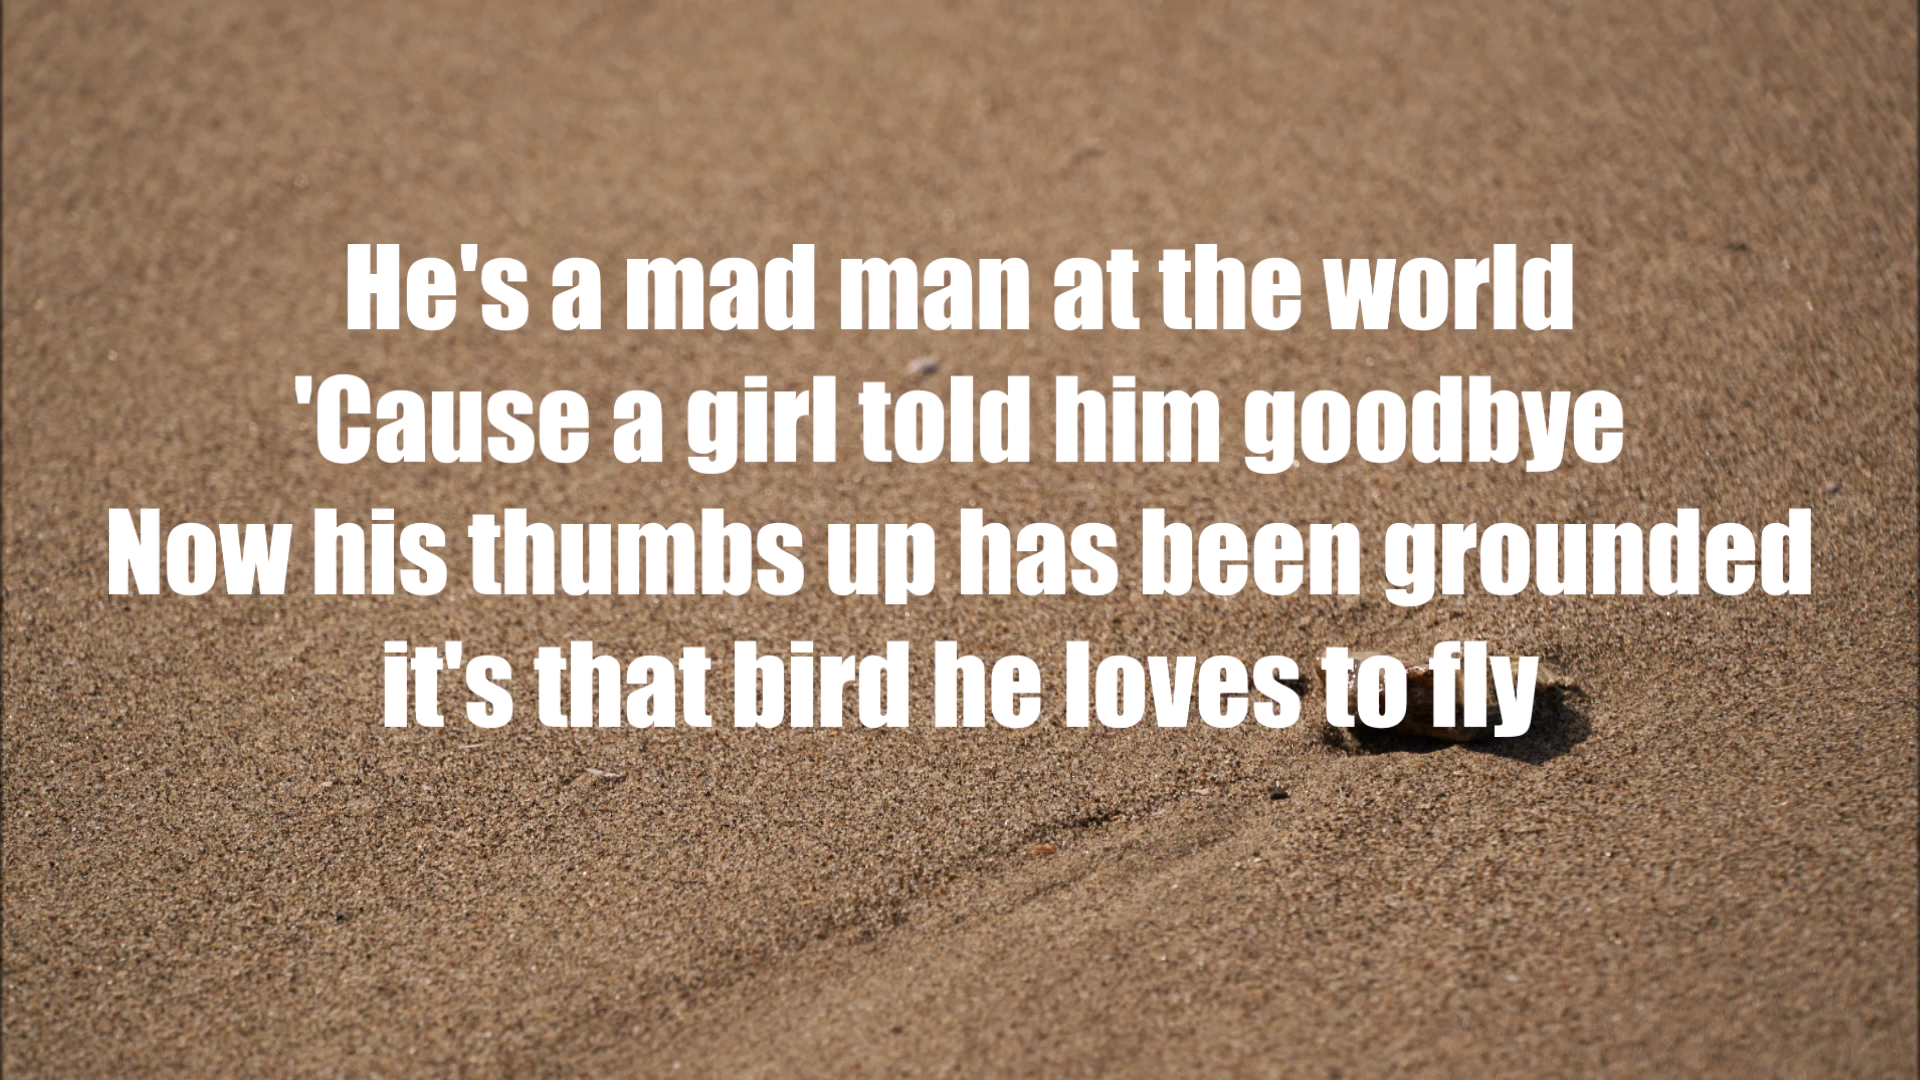 He's a mad man at the world
'Cause a girl told him goodbye
Now his thumbs up has been grounded
it's that bird he loves to fly